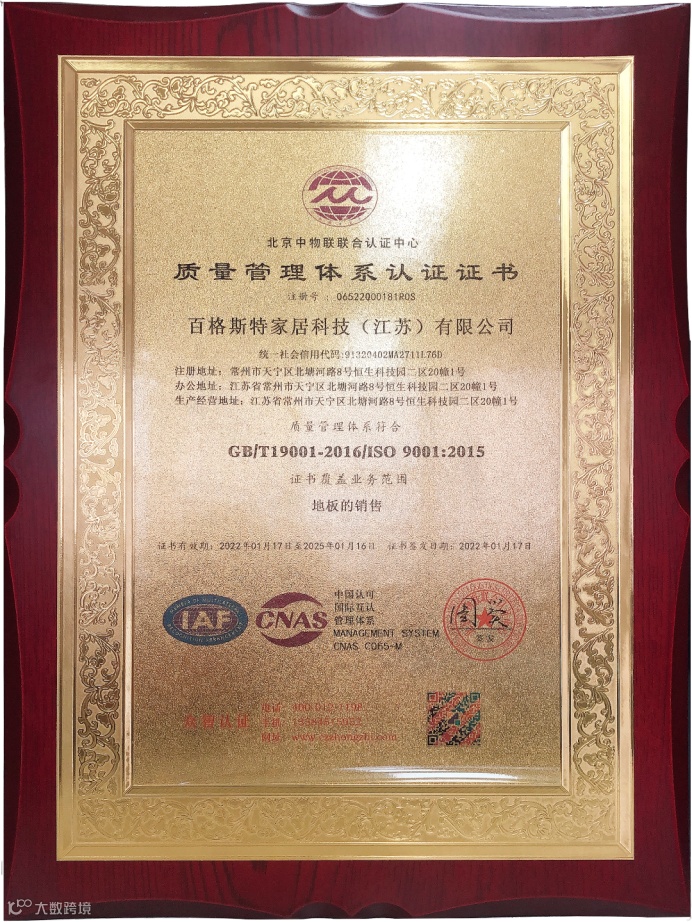 北京中物联联合认证中心
质量管理体系认证证书
注册号：06522Q00181R0S
百格斯特家居科技（江苏）有限公司
统一社会信用代码:91320402MA2711L76D
注册地址：常州市天宁区北塘河路8号恒生科技园二区20幢1号
办公地址：江苏省常州市天宁区北塘河路8号恒生科技园二区20幢1号
生产经营地址：江苏省常州市天宁区北塘河路8号恒生科技园二区20幢1号
质量管理体系符合
GB/T19001-2016/ISO 9001:2015
证书覆盖业务范围
地板的销售
证书有效期：2022年01月17日至2025年01月16日 证书签发日期：2022年01月17日
IAF
CNAS
中国认可
国际互认
管理体系
MANAGEMENT SYSTEM
CNAS C065-M
签发
电话
手机
网址：www.czzhongzhi.com
大数跨境